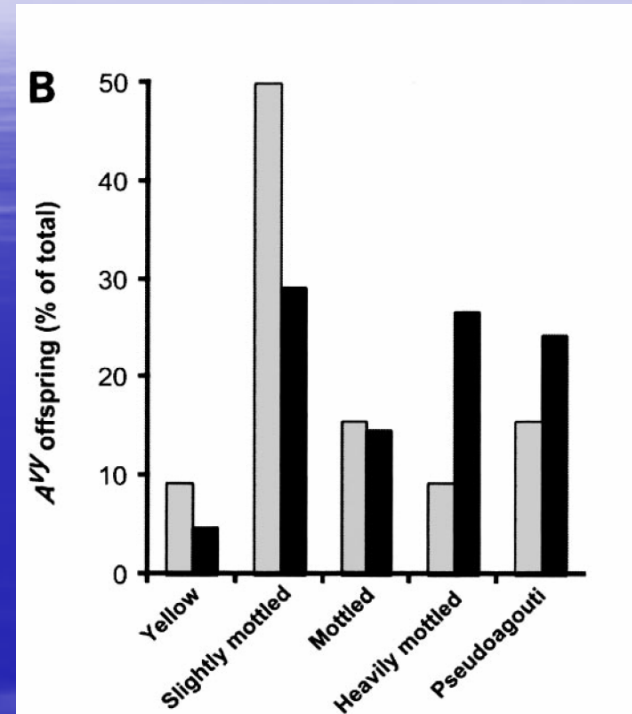 B
A^vy offspring (% of total)
50
40
30
20
10
0
Yellow
Slightly mottled
Mottled
Heavily mottled
Pseudoagouti